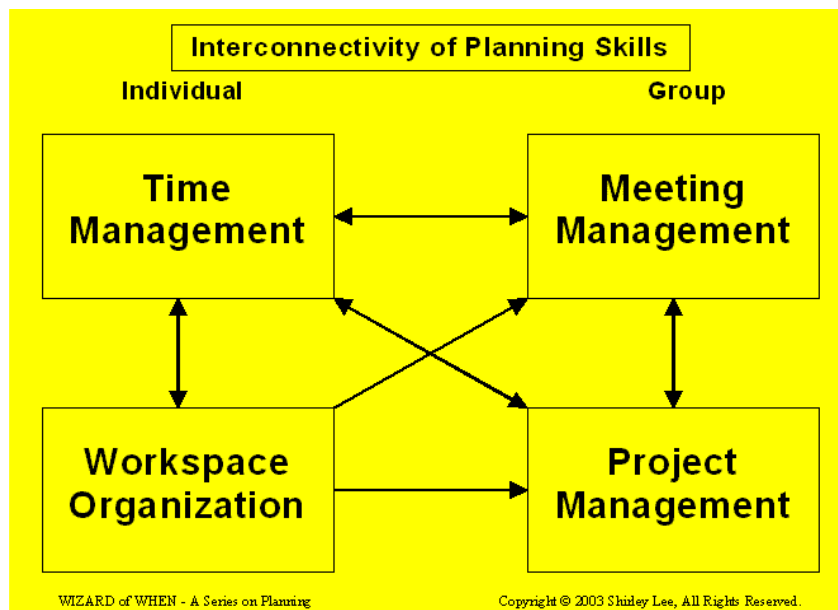 Interconnectivity of Planning Skills
Individual
Group
Time
Management
Meeting
Management
Workspace
Organization
Project
Management
WIZARD of WHEN - A Series on Planning
Copyright © 2003 Shirley Lee, All Rights Reserved.